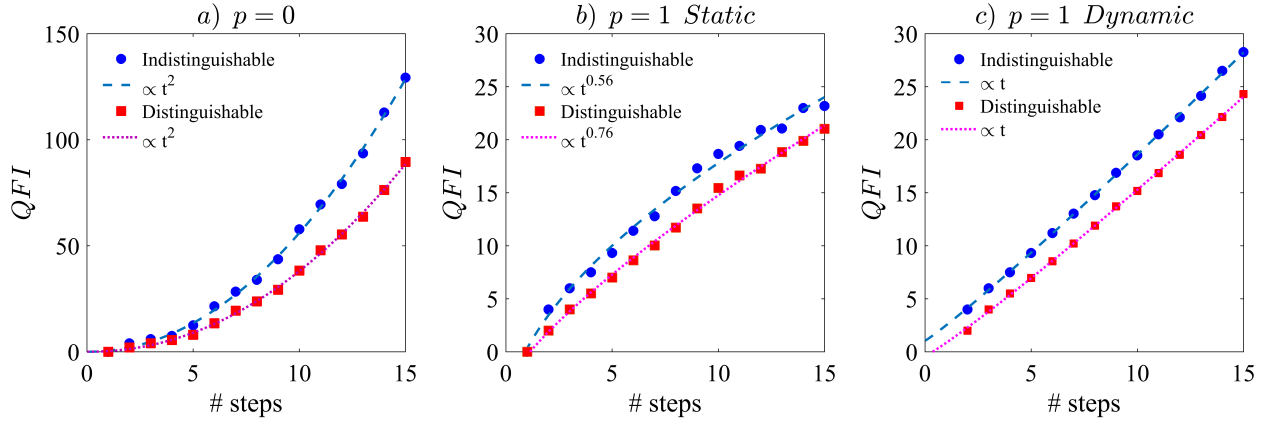 a) p = 0
150
100
50
0
0
5
10
15
QFI
# steps
Indistinguishable
∝ t²
Distinguishable
∝ t²
b) p = 1 Static
30
25
20
15
10
5
0
0
5
10
15
QFI
# steps
Indistinguishable
∝ t^0.56
Distinguishable
∝ t^0.76
c) p = 1 Dynamic
30
25
20
15
10
5
0
0
5
10
15
QFI
# steps
Indistinguishable
∝ t
Distinguishable
∝ t